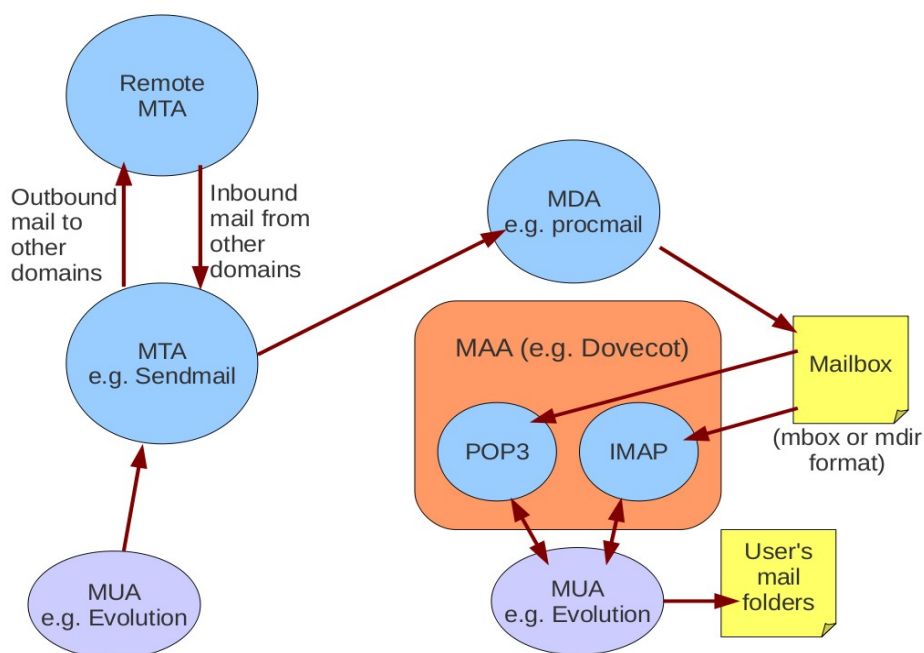 Remote
MTA
Outbound
mail to
other
domains
Inbound
mail from
other
domains
MDA
e.g. procmail
MTA
e.g. Sendmail
MAA (e.g. Dovecot)
Mailbox
POP3
IMAP
(mbox or mdir
format)
MUA
e.g. Evolution
MUA
e.g. Evolution
User's
mail
folders